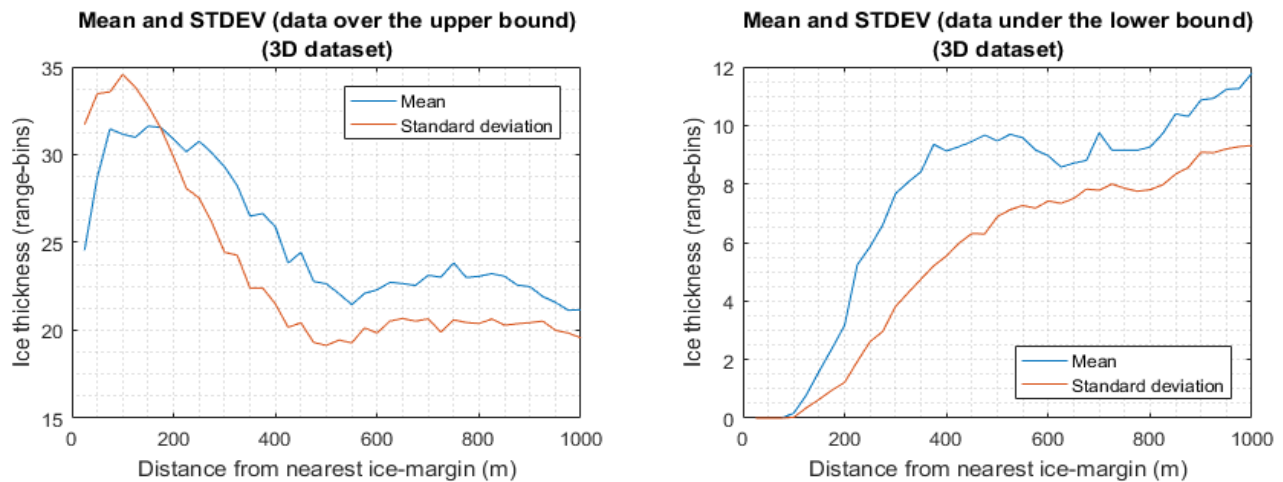 Mean and STDEV (data over the upper bound)
(3D dataset)
35
30
25
20
15
Ice thickness (range-bins)
Mean
Standard deviation
0
200
400
600
800
1000
Distance from nearest ice-margin (m)
Mean and STDEV (data under the lower bound)
(3D dataset)
12
10
8
6
4
2
0
Ice thickness (range-bins)
Mean
Standard deviation
0
200
400
600
800
1000
Distance from nearest ice-margin (m)